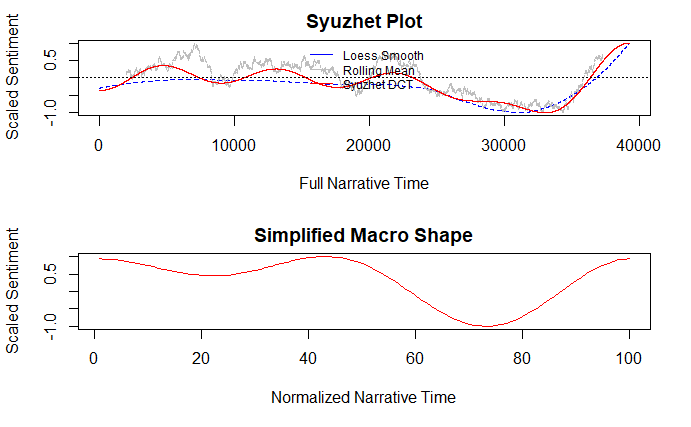 Syuzhet Plot
Scaled Sentiment
0.5
-1.0
Loess Smooth
Rolling Mean
Syuzhet DCT
0 10000 20000 30000 40000
Full Narrative Time
Simplified Macro Shape
Scaled Sentiment
0.5
-1.0
0 20 40 60 80 100
Normalized Narrative Time